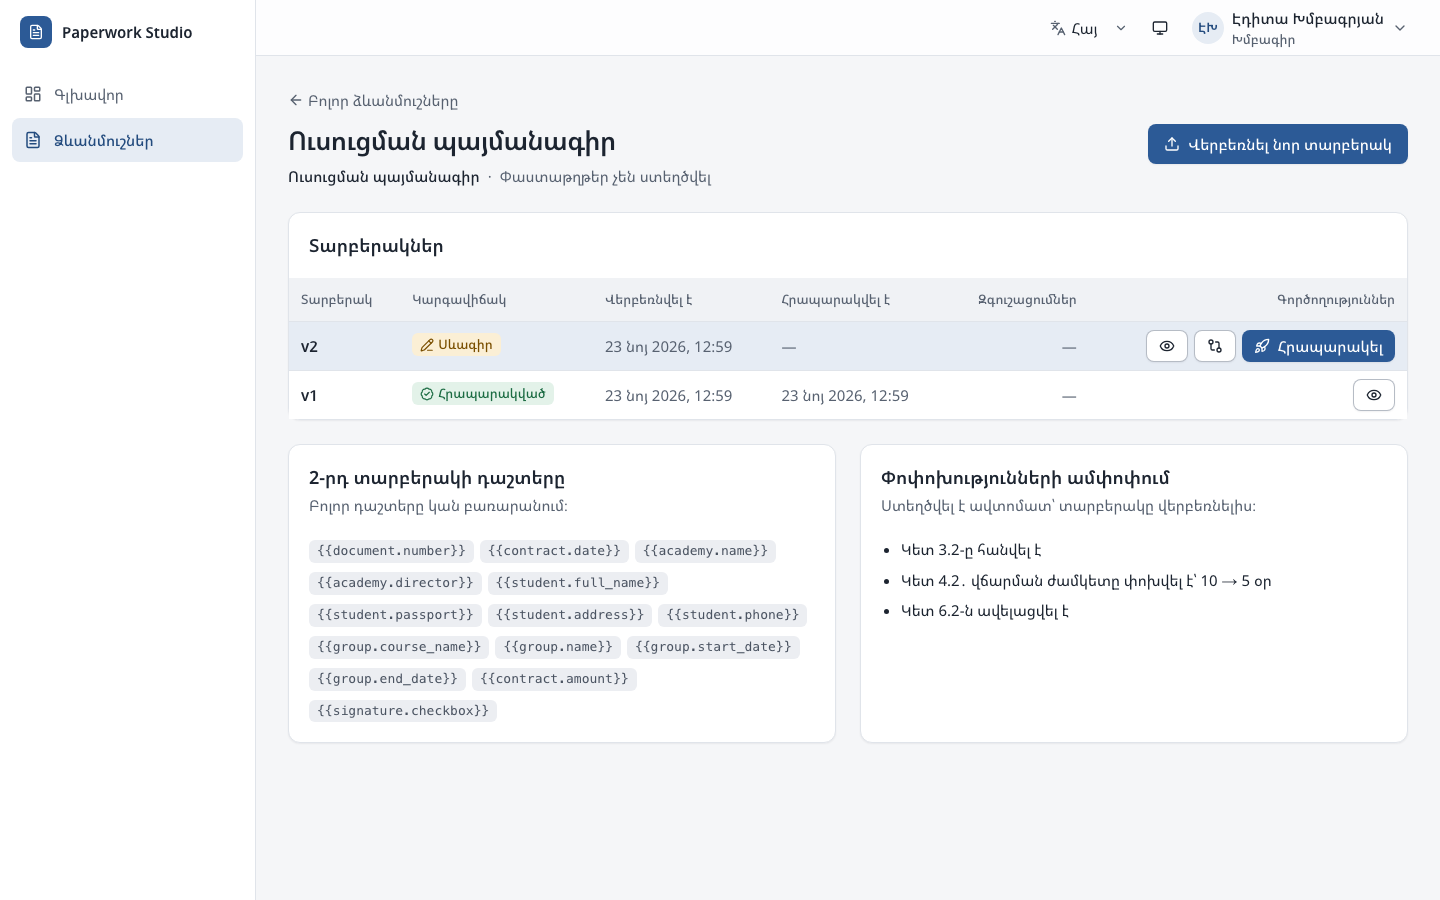 Paperwork Studio
Հայ
ԷԽ
Էդիտա Խմբագրյան
Խմբագիր
Գլխավոր
Ձևանմուշներ
Բոլոր ձևանմուշները
Ուսուցման պայմանագիր
Վերբեռնել նոր տարբերակ
Ուսուցման պայմանագիր · Փաստաթղթեր չեն ստեղծվել
Տարբերակներ
Տարբերակ Կարգավիճակ Վերբեռնվել է Հրապարակվել է Զգուշացումներ Գործողություններ
v2 Սևագիր 23 նոյ 2026, 12:59 — — Հրապարակել
v1 Հրապարակված 23 նոյ 2026, 12:59 23 նոյ 2026, 12:59 —
2-րդ տարբերակի դաշտերը
Բոլոր դաշտերը կան բառարանում։
{{document.number}} {{contract.date}} {{academy.name}}
{{academy.director}} {{student.full_name}}
{{student.passport}} {{student.address}} {{student.phone}}
{{group.course_name}} {{group.name}} {{group.start_date}}
{{group.end_date}} {{contract.amount}}
{{signature.checkbox}}
Փոփոխությունների ամփոփում
Ստեղծվել է ավտոմատ՝ տարբերակը վերբեռնելիս։
• Կետ 3.2-ը հանվել է
• Կետ 4.2․ վճարման ժամկետը փոխվել է՝ 10 → 5 օր
• Կետ 6.2-ն ավելացվել է